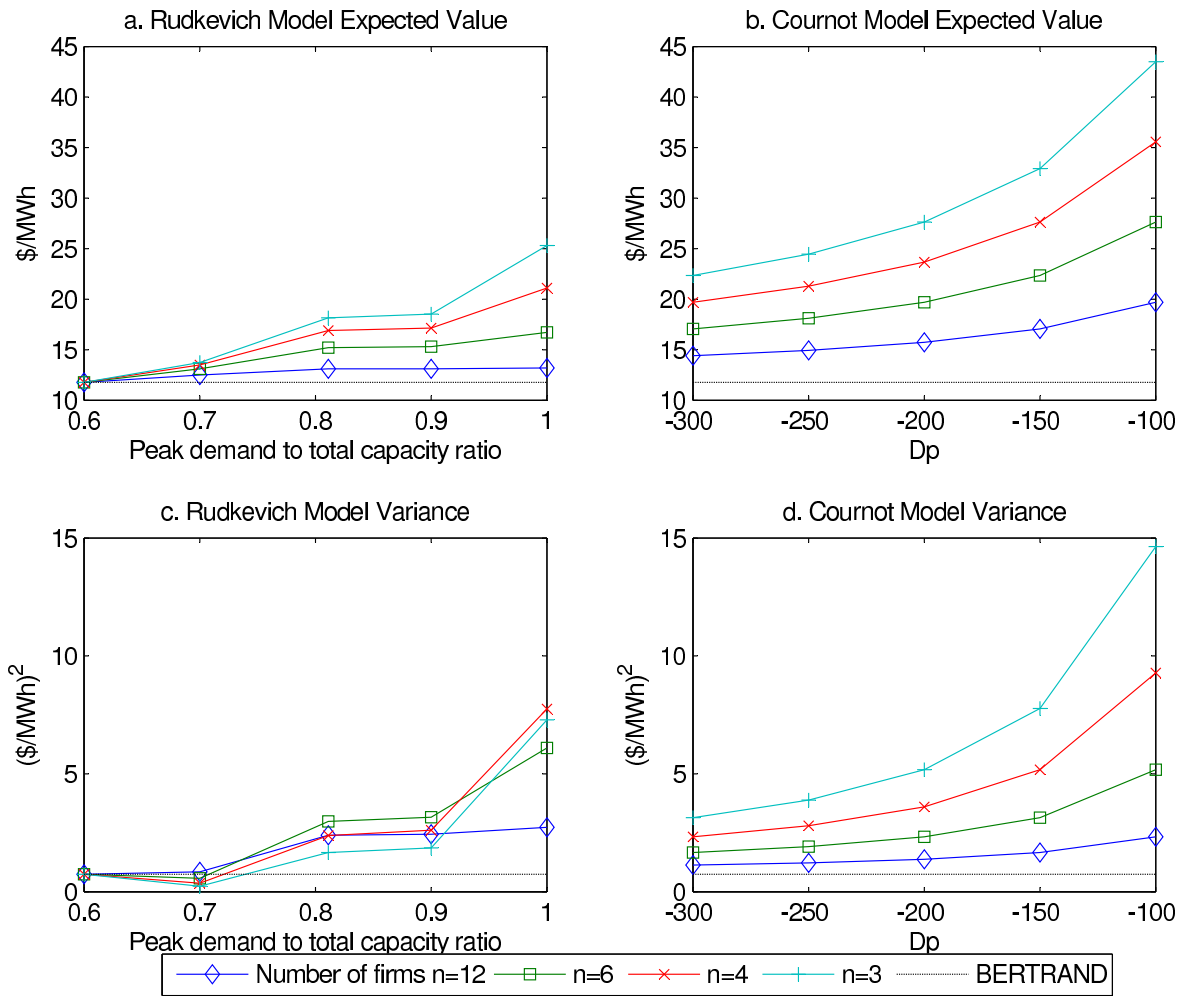 a. Rudkevich Model Expected Value
45
40
35
30
25
20
15
10
$/MWh
0.6 0.7 0.8 0.9 1
Peak demand to total capacity ratio
b. Cournot Model Expected Value
45
40
35
30
25
20
15
10
$/MWh
-300 -250 -200 -150 -100
Dp
c. Rudkevich Model Variance
15
10
5
0
($/MWh)²
0.6 0.7 0.8 0.9 1
Peak demand to total capacity ratio
d. Cournot Model Variance
15
10
5
0
($/MWh)²
-300 -250 -200 -150 -100
Dp
Number of firms n=12 n=6 n=4 n=3 BERTRAND